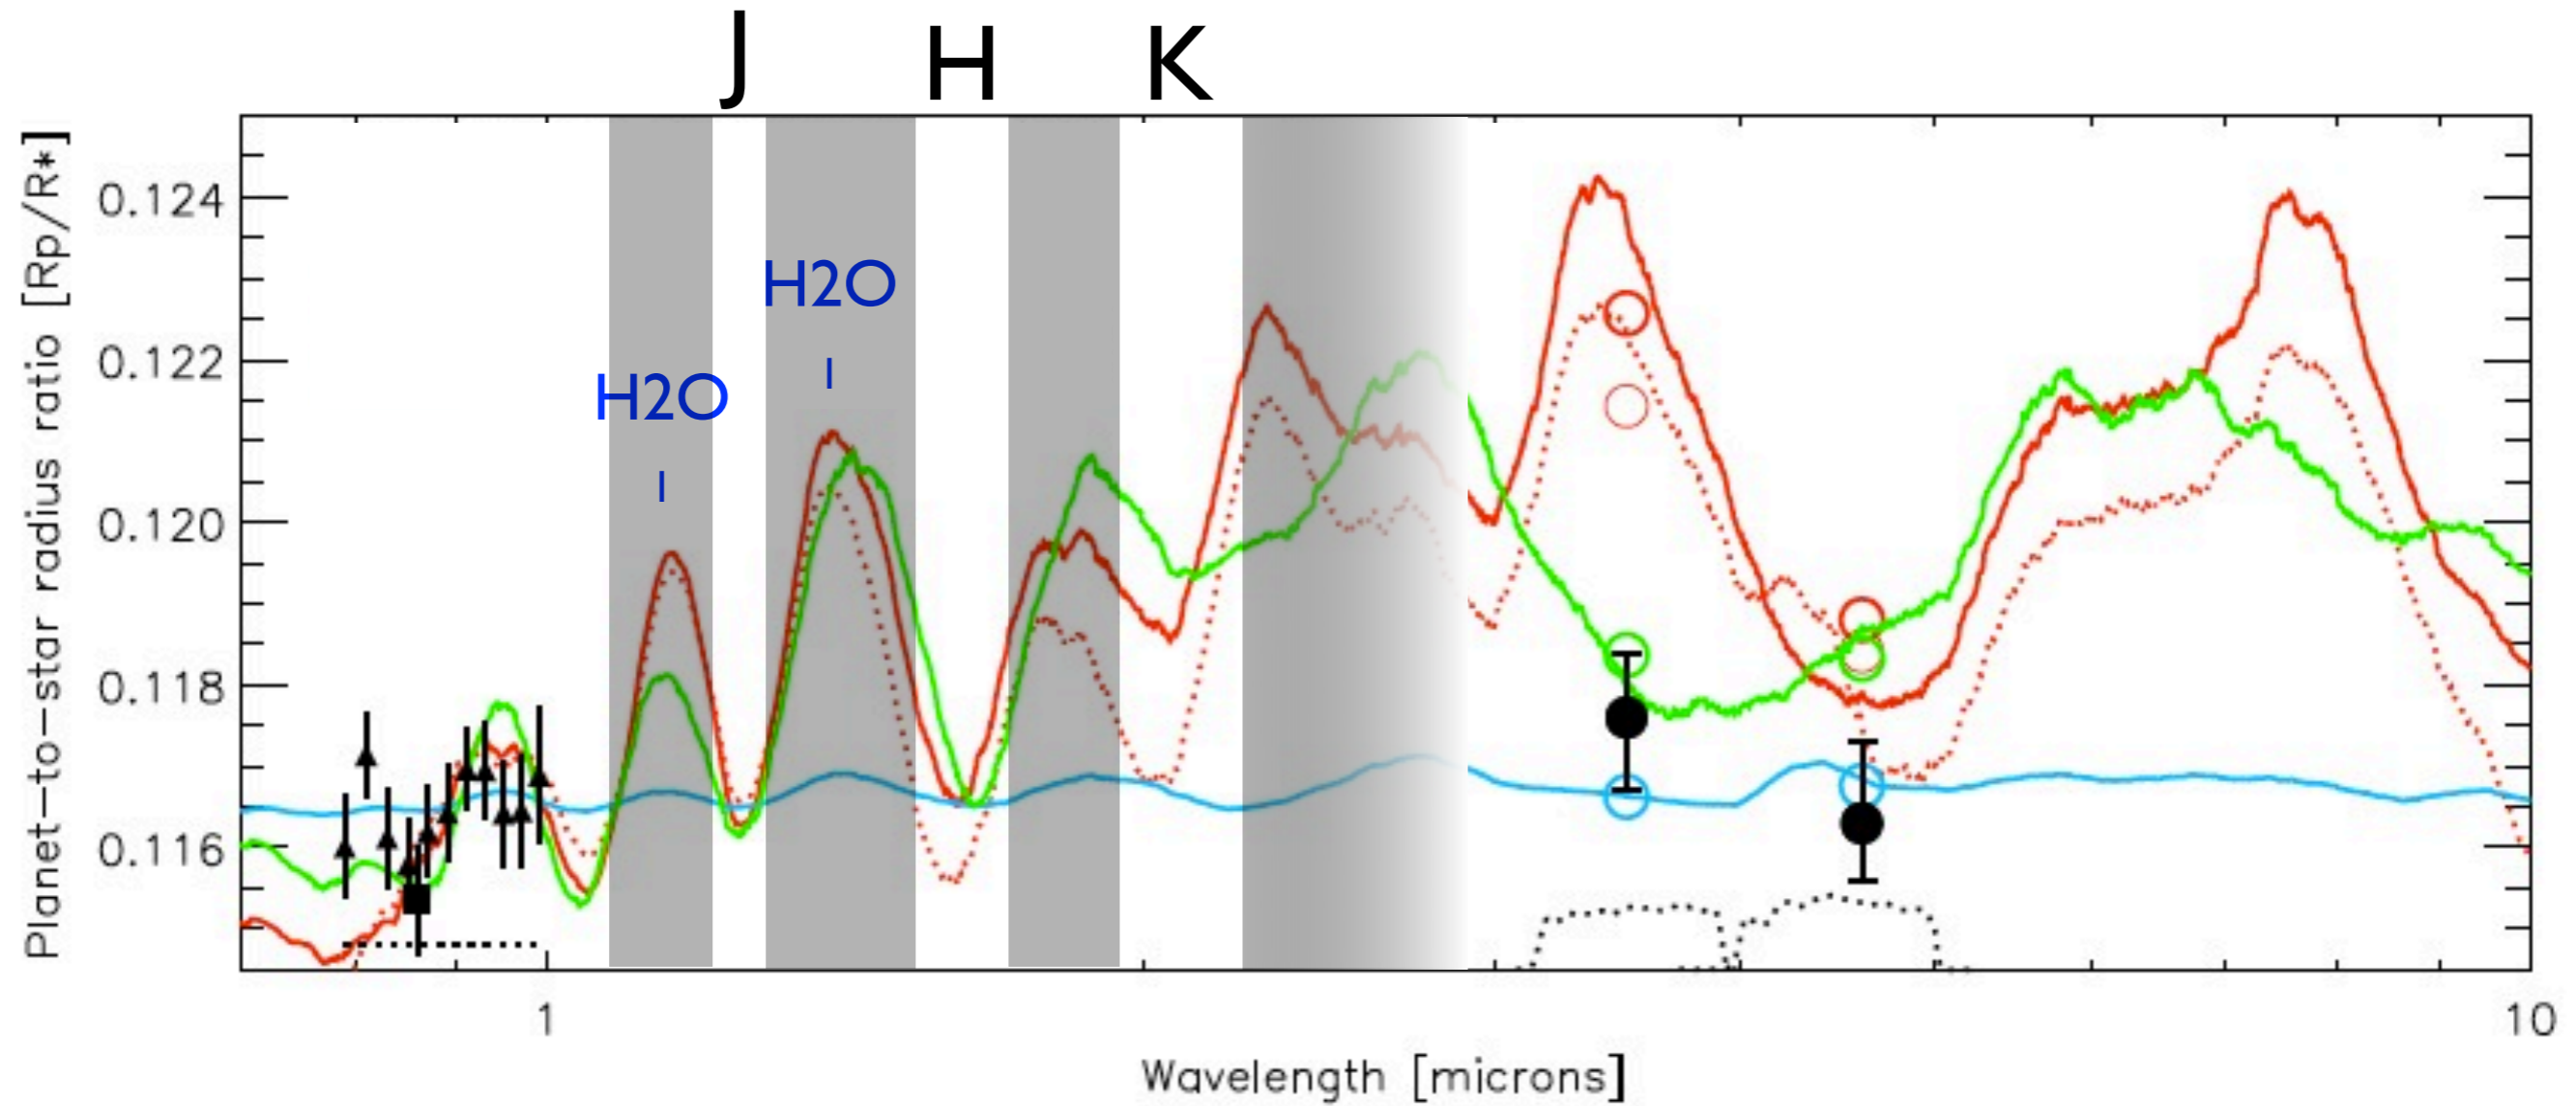 J H K
Planet-to-star radius ratio [Rp/R*]
0.124
0.122
0.120
0.118
0.116
H2O
H2O
1
10
Wavelength [microns]